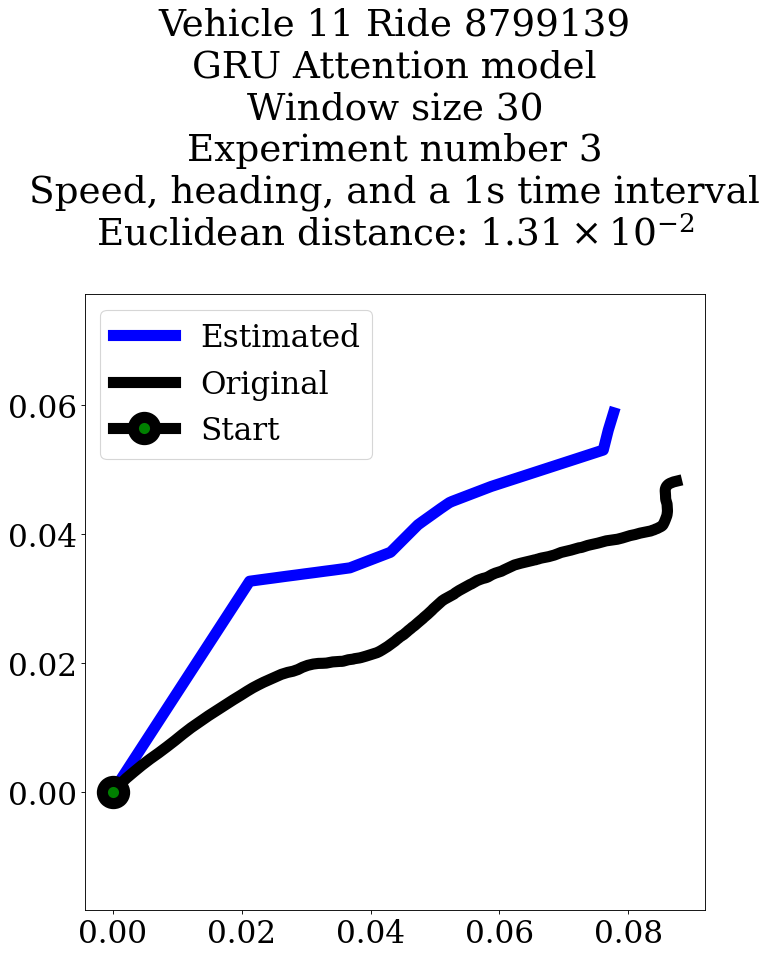 Vehicle 11 Ride 8799139
GRU Attention model
Window size 30
Experiment number 3
Speed, heading, and a 1s time interval
Euclidean distance: 1.31 × 10⁻²
Estimated
Original
Start
0.06
0.04
0.02
0.00
0.00 0.02 0.04 0.06 0.08